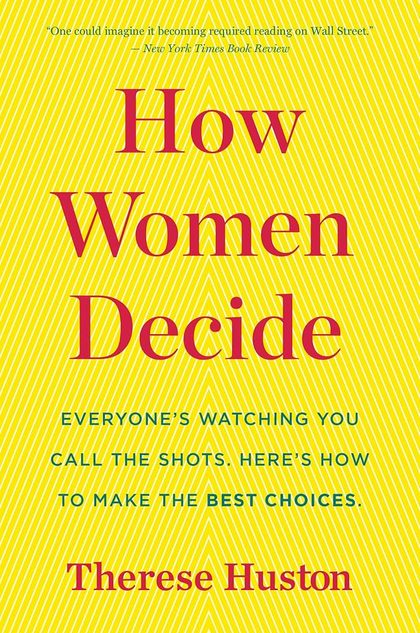 “One could imagine it becoming required reading on Wall Street.”
— New York Times Book Review
How
Women
Decide
EVERYONE’S WATCHING YOU
CALL THE SHOTS. HERE’S HOW
TO MAKE THE BEST CHOICES.
Therese Huston